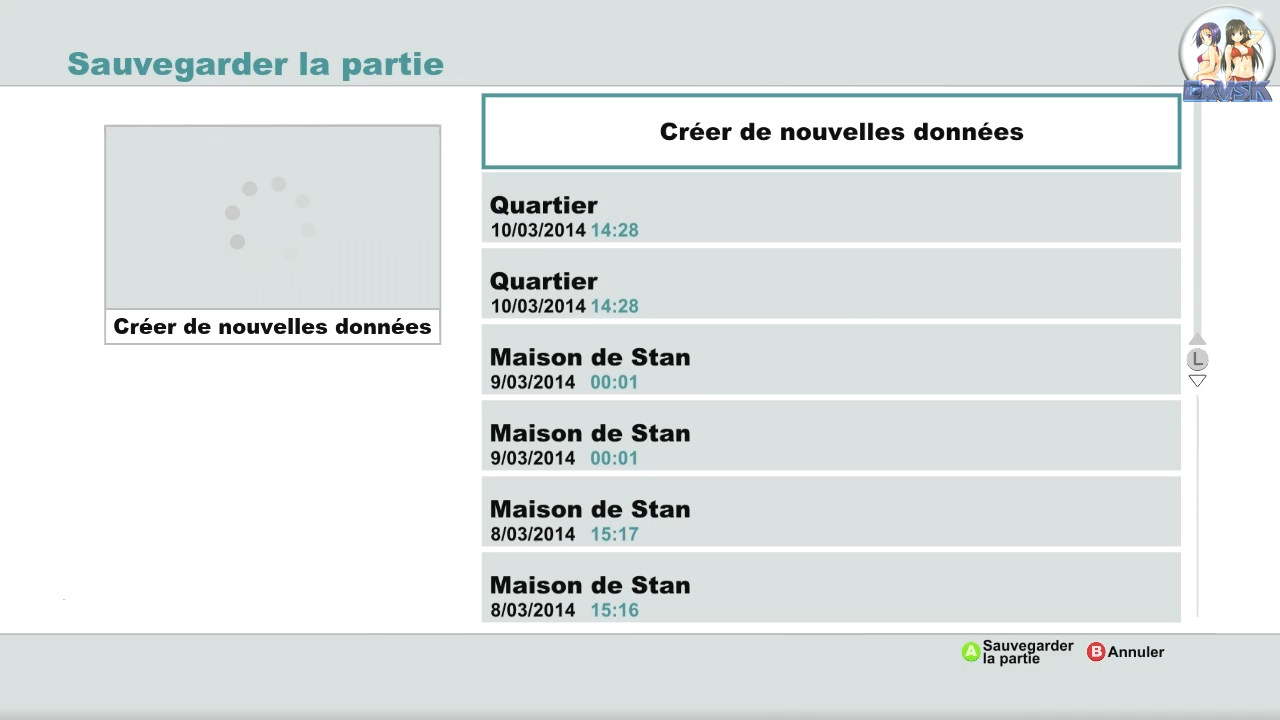 Sauvegarder la partie
CKVSK
Créer de nouvelles données
Créer de nouvelles données
Quartier
10/03/2014 14:28
Quartier
10/03/2014 14:28
Maison de Stan
9/03/2014 00:01
Maison de Stan
9/03/2014 00:01
Maison de Stan
8/03/2014 15:17
Maison de Stan
8/03/2014 15:16
L
A Sauvegarder
la partie
B Annuler